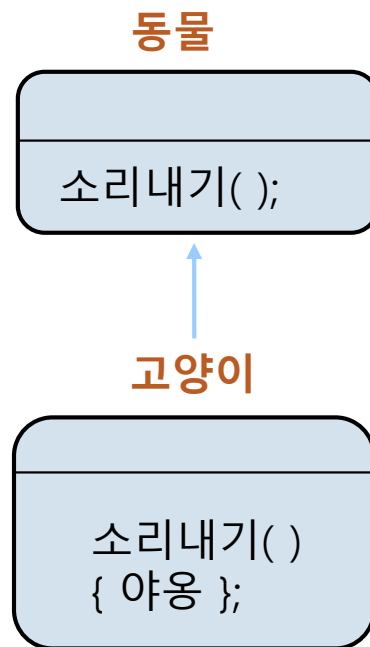 동물
소리내기( );
고양이
소리내기( )
{ 야옹 };